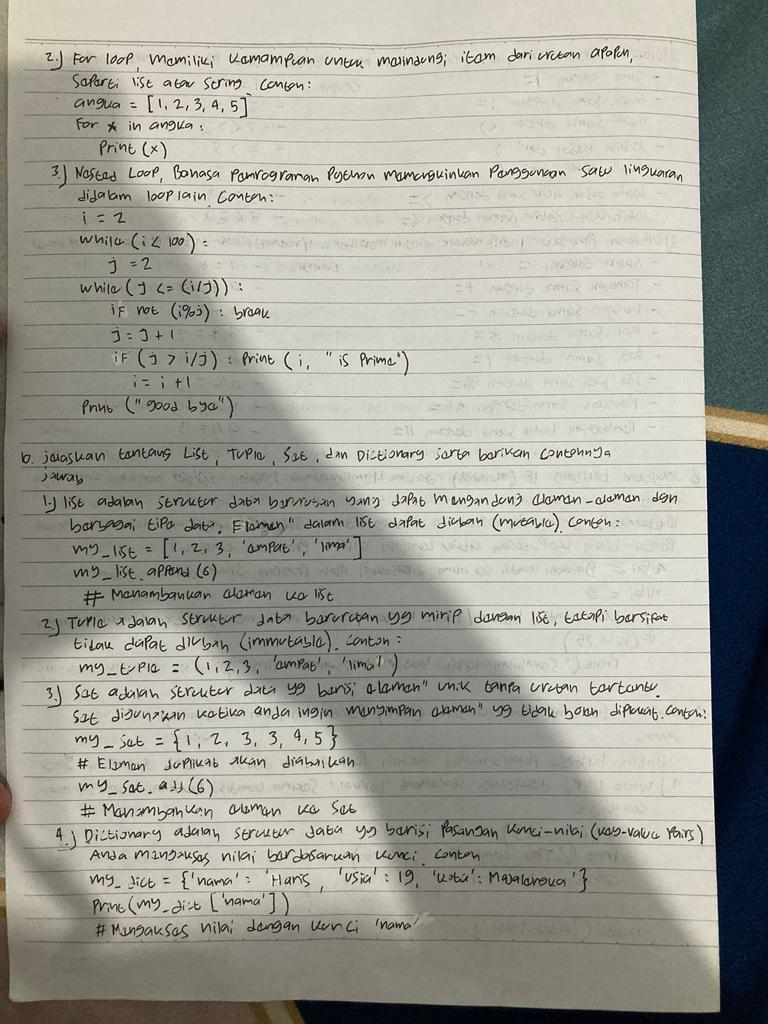 2.) For loop, Memiliki kemampuan untuk maindungi item dari uretan apapun,
Seperti list atau string contoh:
angka = [1, 2, 3, 4, 5]
For x in angka:
Print (x)
3.) Nested Loop, Bahasa Pemrograman Python memungkinkan Penggunaan satu lingkaran
didalam loop lain. Contoh:
i = 2
while (i < 100):
j = 2
while (j <= (i/j)):
if not (i%j): break
j = j + 1
if (j > i/j): Print (i, "is Prime")
i = i + 1
Print ("good bye")
b. jelaskan tentang List, Tuple, Set, dan Dictionary serta berikan contohnya
jawab
1.) list adalah struktur data berurusan yang dapat mengandung elemen-elemen dgn
berbagai tipe data. Elemen" dalam list dapat diubah (mutable). Contoh:
my_list = [1, 2, 3, 'empat', 'lima']
my_list.append(6)
# Menambahkan elemen ke list
2.) Tuple adalah struktur data berurutan yg mirip dengan list, tetapi bersifat
tidak dapat diubah (immutable). Contoh:
my_tuple = (1, 2, 3, 'empat', 'lima')
3.) Set adalah struktur data yg berisi elemen" unik tanpa urutan tertentu.
Set digunakan ketika anda ingin menyimpan elemen" yg tidak boleh diplikat. Contoh:
my_set = {1, 2, 3, 3, 4, 5}
# Elemen duplikat akan diabaikan
my_set.add(6)
# Menambahkan elemen ke Set
4.) Dictionary adalah struktur data yg berisi Pasangan kunci-nilai (key-value Pairs)
Anda mengakses nilai berdasarkan kunci. contoh
my_dict = {'nama': 'Haris, 'usia': 19, 'kota': Majalengka'}
Print(my_dict ['nama'])
# Mengakses nilai dengan kunci 'nama'